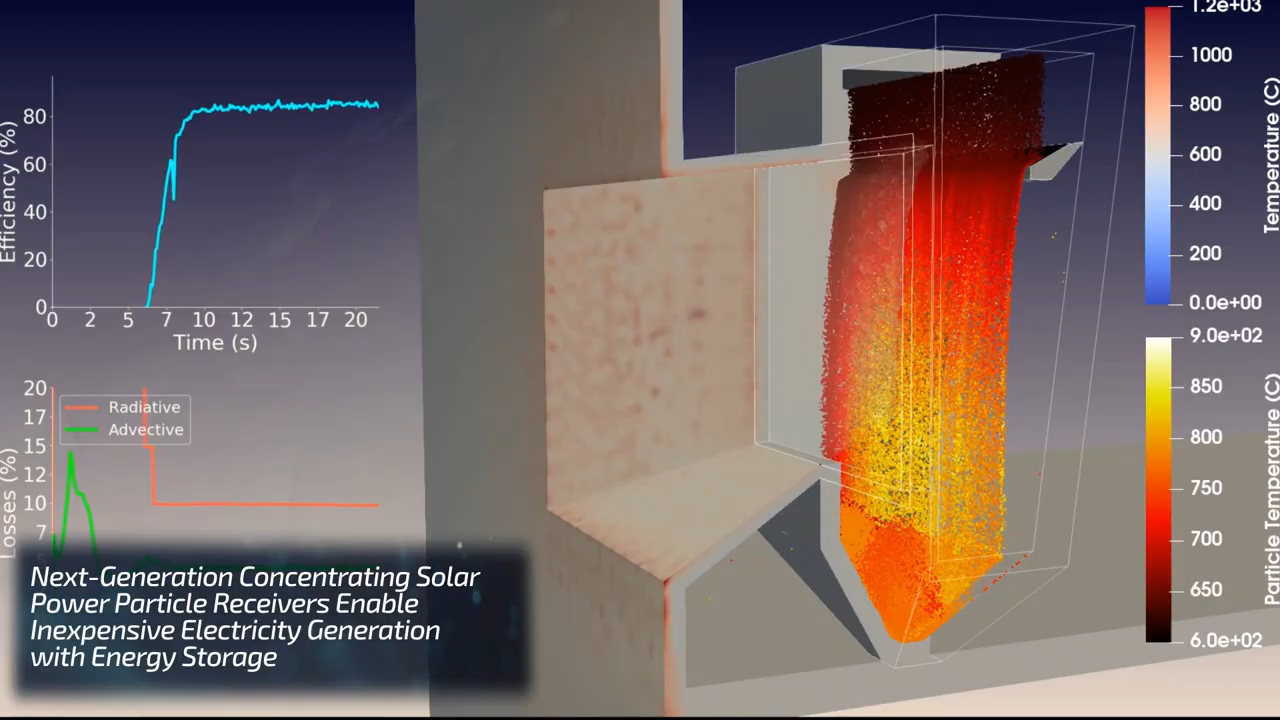 80
60
40
20
0
Efficiency (%)
0 2 5 7 10 12 15 17 20
Time (s)
20
17
15
12
10
7
Losses (%)
Radiative
Advective
Next-Generation Concentrating Solar
Power Particle Receivers Enable
Inexpensive Electricity Generation
with Energy Storage
1.2e+03
1000
800
600
400
200
0.0e+00
Temperature (C)
9.0e+02
850
800
750
700
650
6.0e+02
Particle Temperature (C)